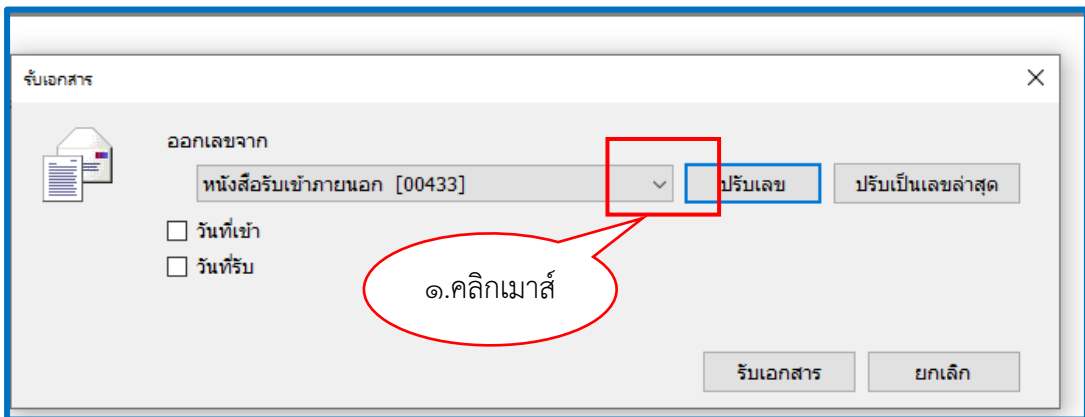 รับเอกสาร
ออกเลขจาก
หนังสือรับเข้าภายนอก [00433]
ปรับเลข
ปรับเป็นเลขล่าสุด
วันที่เข้า
วันที่รับ
๑.คลิกเมาส์
รับเอกสาร
ยกเลิก